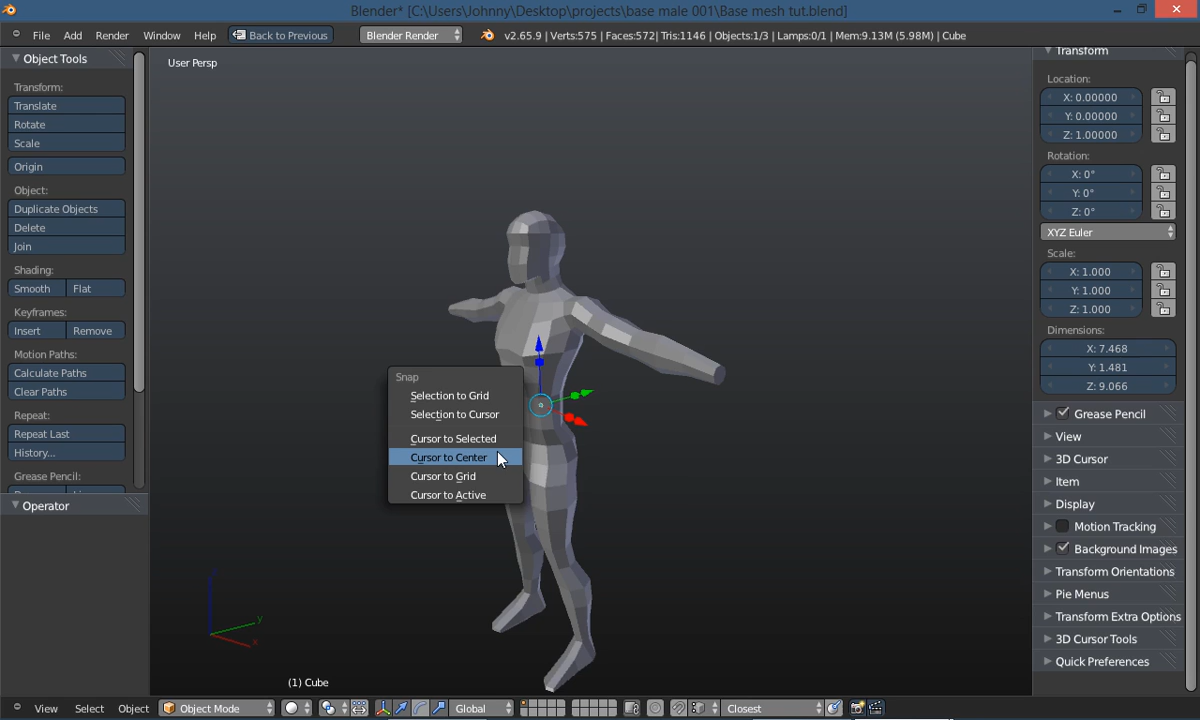 Blender* [C:\Users\Johnny\Desktop\projects\base male 001\Base mesh tut.blend]
File Add Render Window Help Back to Previous Blender Render v2.65.9 | Verts:575 | Faces:572| Tris:1146 | Objects:1/3 | Lamps:0/1 | Mem:9.13M (5.98M) | Cube
Object Tools
Transform:
Translate
Rotate
Scale
Origin
Object:
Duplicate Objects
Delete
Join
Shading:
Smooth Flat
Keyframes:
Insert Remove
Motion Paths:
Calculate Paths
Clear Paths
Repeat:
Repeat Last
History...
Grease Pencil:
Operator
User Persp
Snap
Selection to Grid
Selection to Cursor
Cursor to Selected
Cursor to Center
Cursor to Grid
Cursor to Active
z
y
x
(1) Cube
Transform
Location:
X: 0.00000
Y: 0.00000
Z: 1.00000
Rotation:
X: 0°
Y: 0°
Z: 0°
XYZ Euler
Scale:
X: 1.000
Y: 1.000
Z: 1.000
Dimensions:
X: 7.468
Y: 1.481
Z: 9.066
Grease Pencil
View
3D Cursor
Item
Display
Motion Tracking
Background Images
Transform Orientations
Pie Menus
Transform Extra Options
3D Cursor Tools
Quick Preferences
View Select Object Object Mode Global Closest